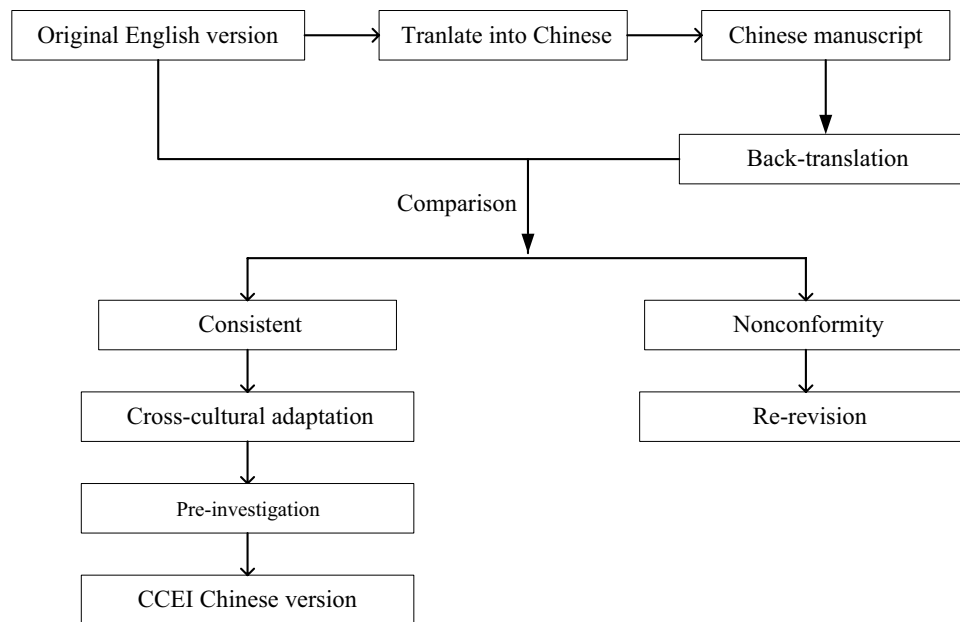 Original English version
Tranlate into Chinese
Chinese manuscript
Back-translation
Comparison
Consistent
Nonconformity
Cross-cultural adaptation
Re-revision
Pre-investigation
CCEI Chinese version